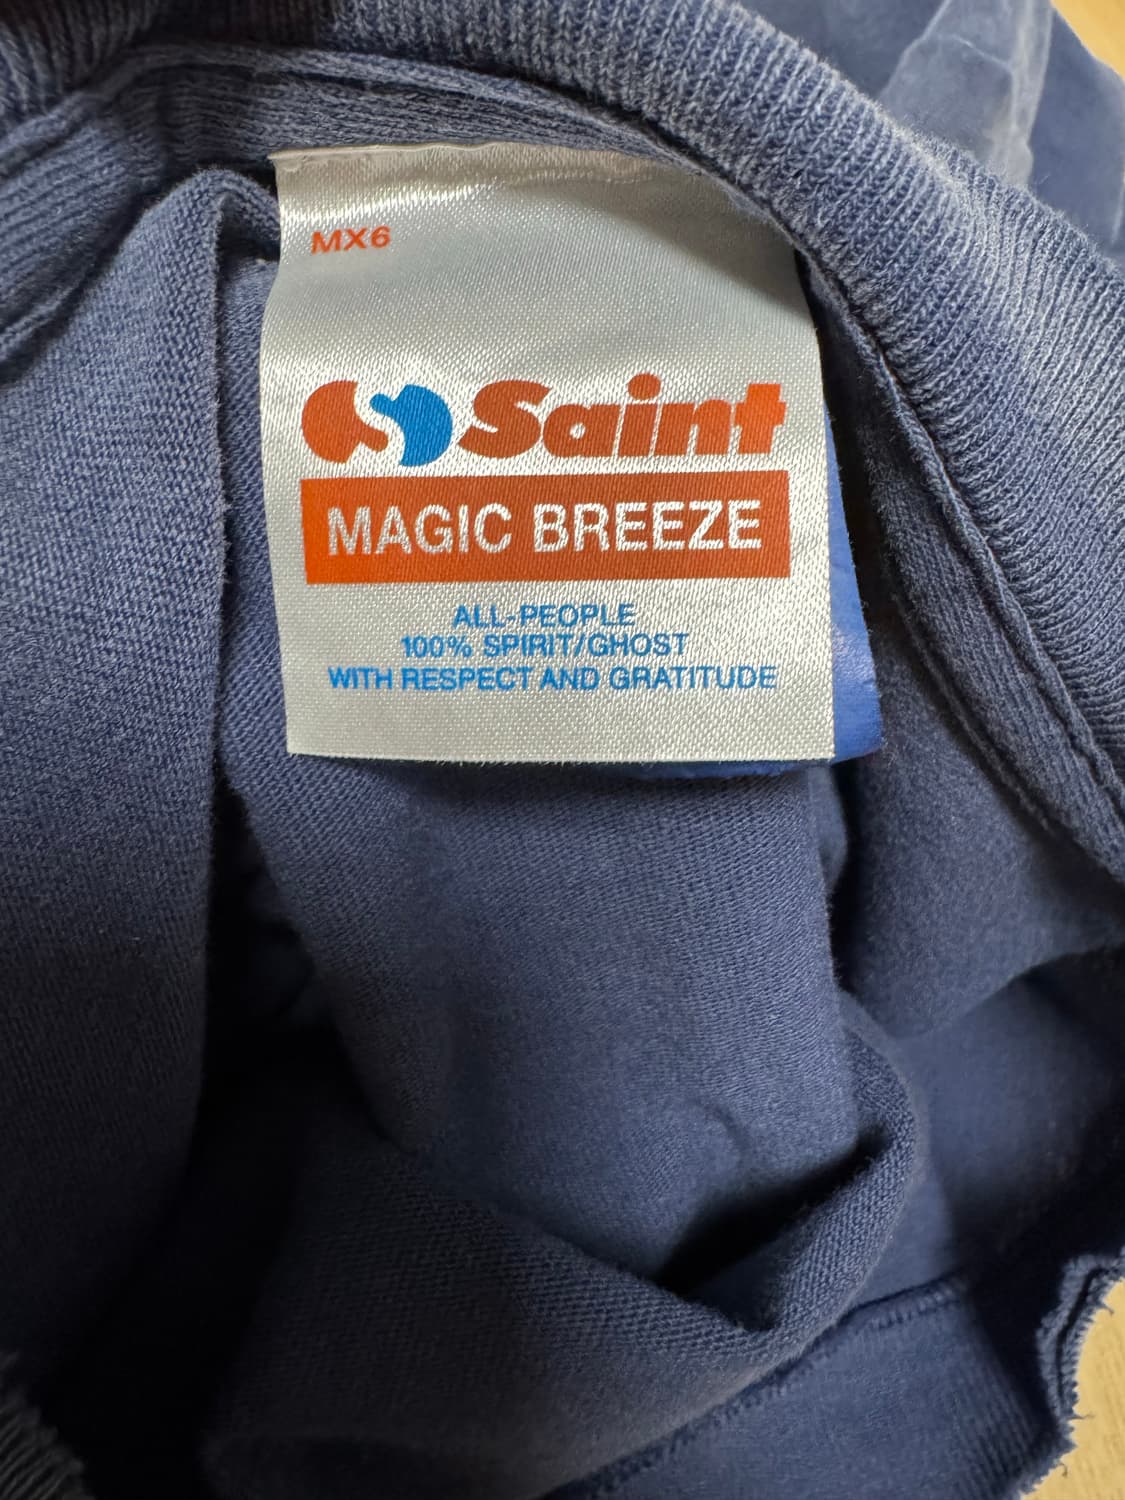 MX6
Saint
MAGIC BREEZE
ALL-PEOPLE
100% SPIRIT/GHOST
WITH RESPECT AND GRATITUDE